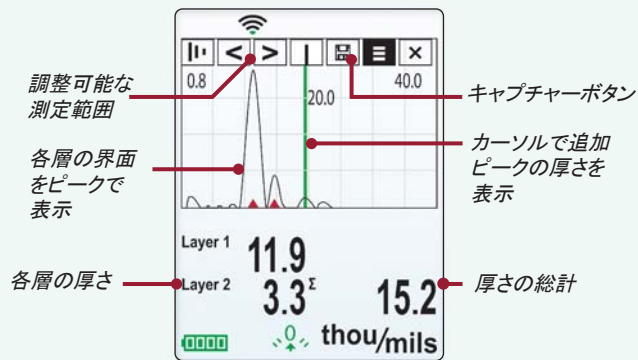 < > |
0.8
20.0
40.0
調整可能な
測定範囲
キャプチャーボタン
各層の界面
をピークで
表示
カーソルで追加
ピークの厚さを
表示
Layer 1
11.9
各層の厚さ
Layer 2
3.3 Σ
15.2
厚さの総計
0
thou/mils